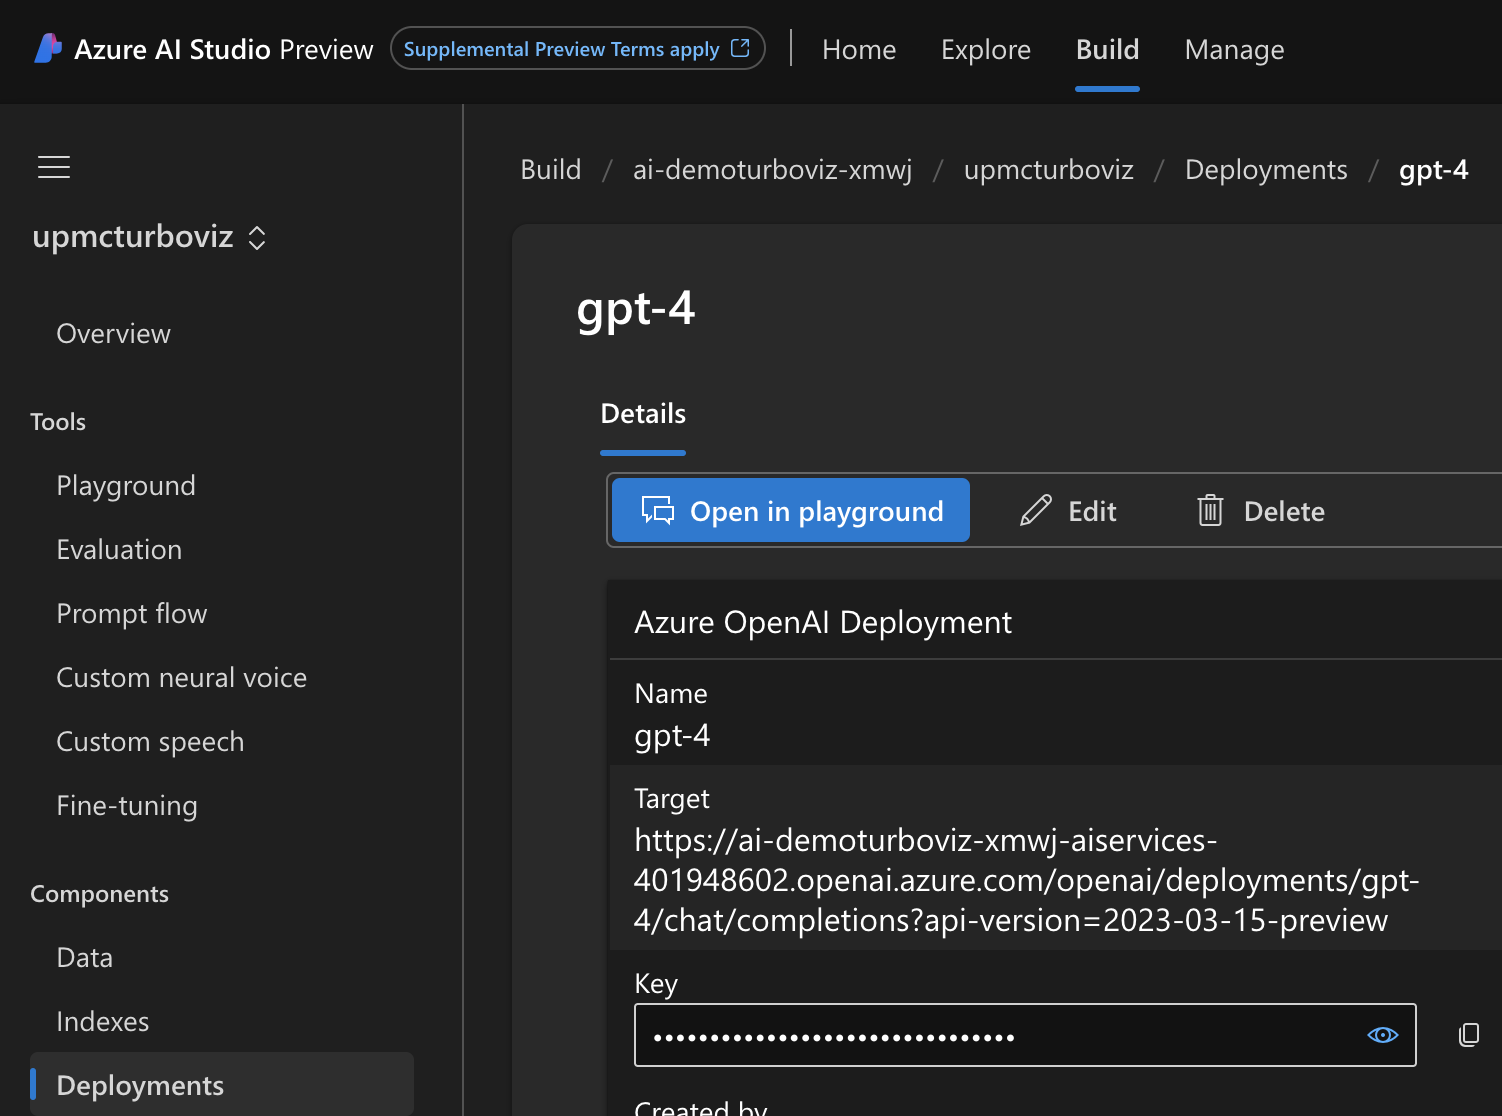 Azure AI Studio Preview Supplemental Preview Terms apply Home Explore Build Manage
upmcturboviz
Overview
Tools
Playground
Evaluation
Prompt flow
Custom neural voice
Custom speech
Fine-tuning
Components
Data
Indexes
Deployments
Build / ai-demoturboviz-xmwj / upmcturboviz / Deployments / gpt-4
gpt-4
Details
Open in playground Edit Delete
Azure OpenAI Deployment
Name
gpt-4
Target
https://ai-demoturboviz-xmwj-aiservices-
401948602.openai.azure.com/openai/deployments/gpt-
4/chat/completions?api-version=2023-03-15-preview
Key
••••••••••••••••••••••••••••••••
Created by